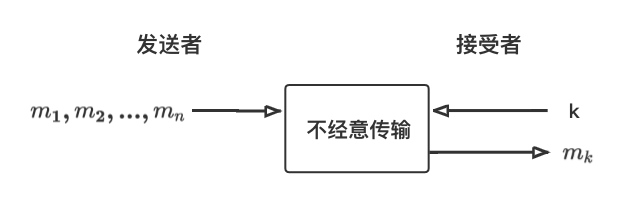 发送者
接受者
m₁, m₂, ..., mₙ
不经意传输
k
mₖ